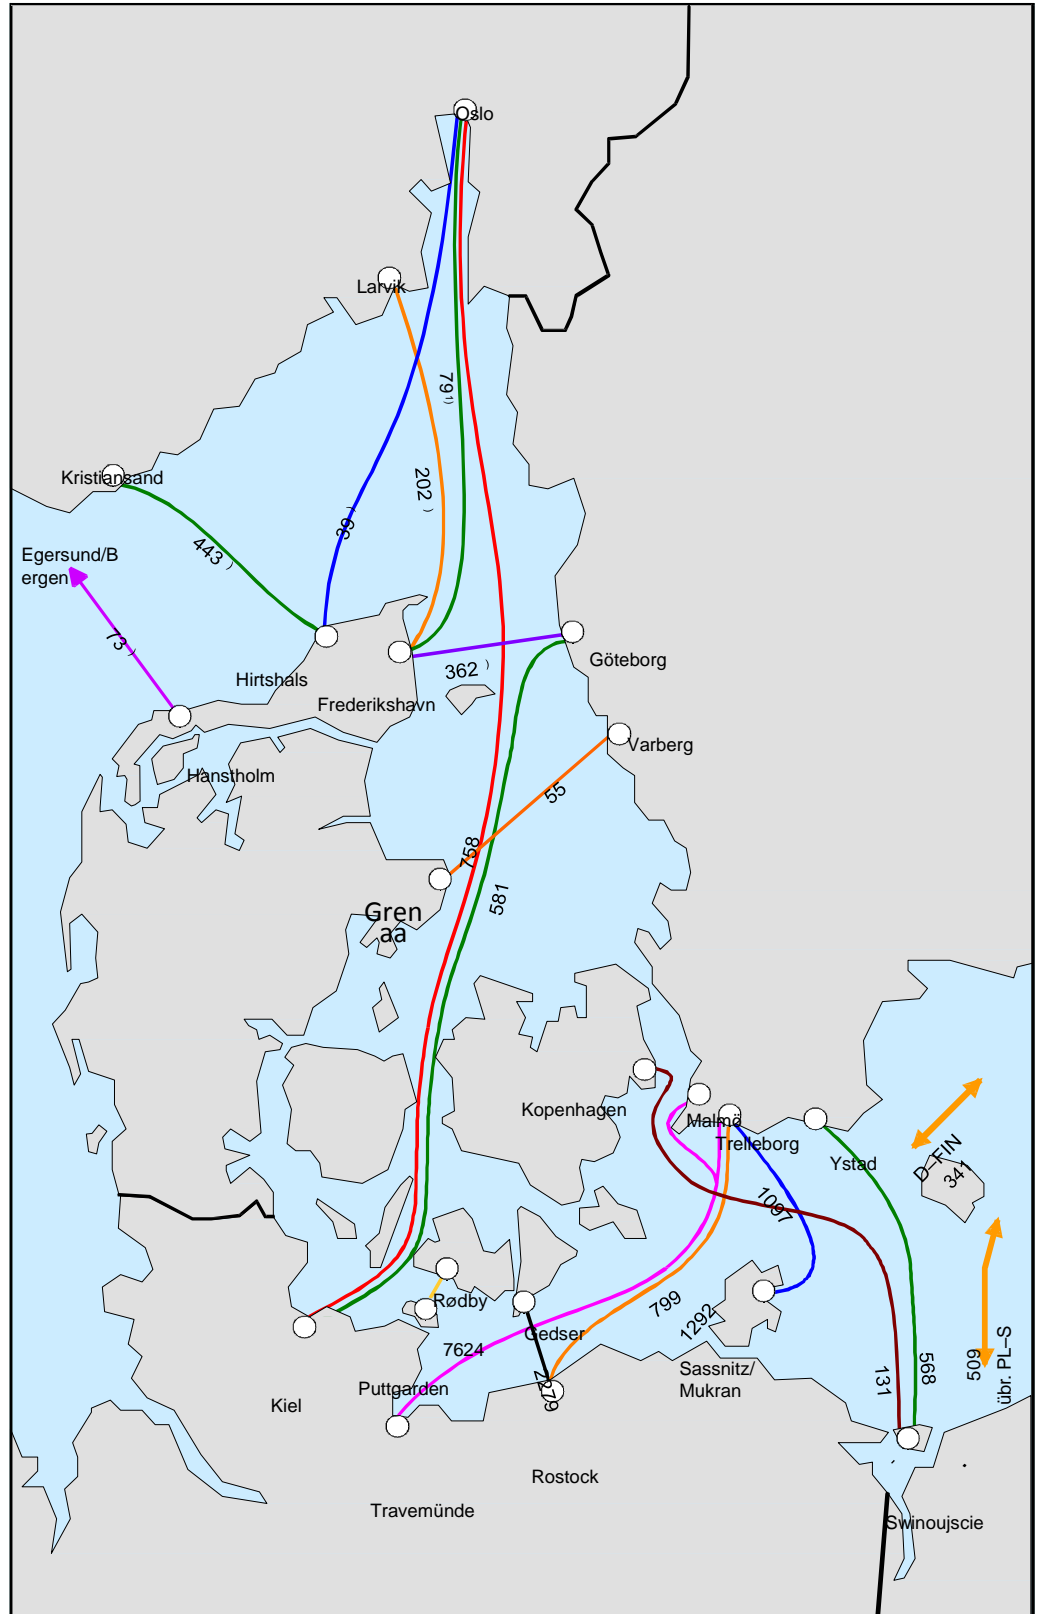 Oslo
Larvik
79 1)
Kristiansand
202 )
39 (
443 )
Egersund/B
ergen
73 )
Göteborg
362 )
Hirtshals
Frederikshavn
Varberg
Hanstholm
55
758
581
Gren
aa
Kopenhagen
Malmö
Trelleborg
Ystad
D–FIN
341
1097
Rødby
799
1292
Gedser
7624
Sassnitz/
Mukran
568
131
509
übr. PL–S
Puttgarden
Kiel
Rostock
Travemünde
Swinoujscie